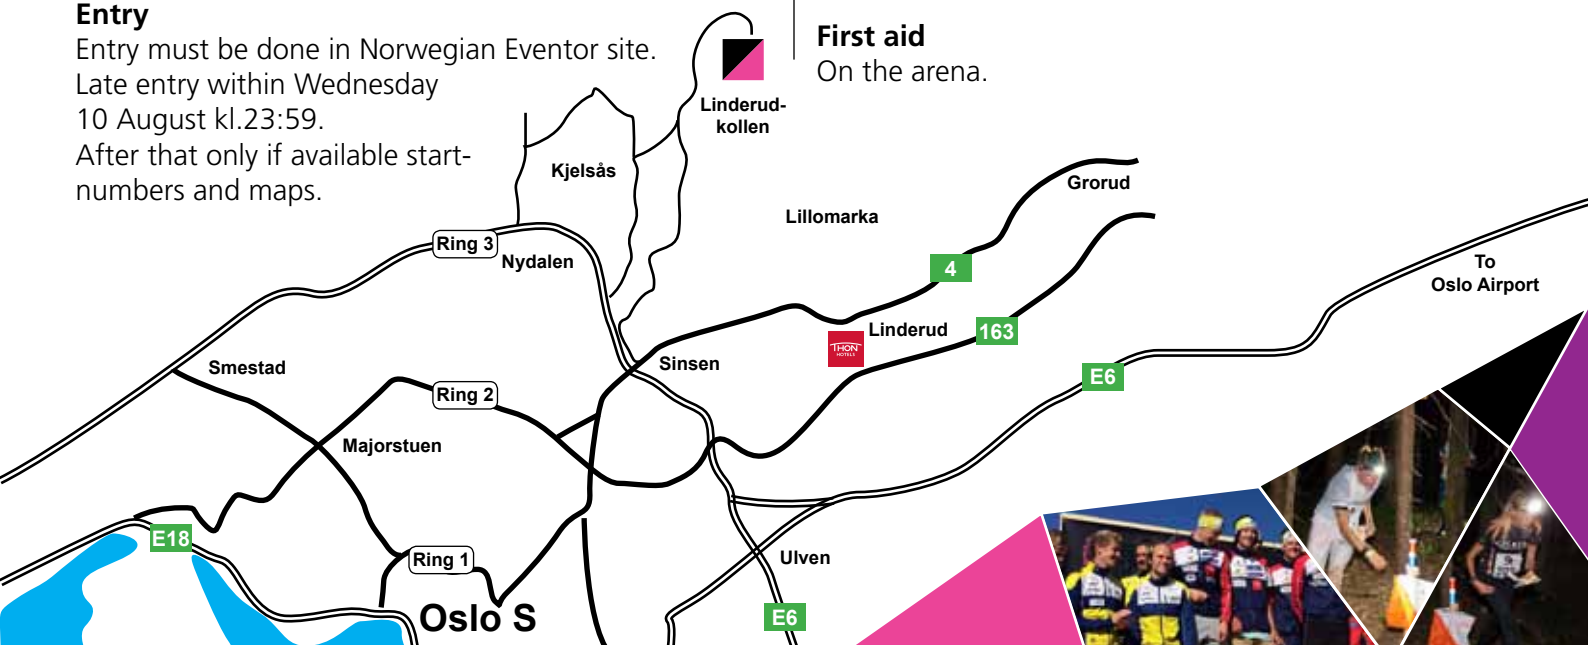 Entry
Entry must be done in Norwegian Eventor site.
Late entry within Wednesday
10 August kl.23:59.
After that only if available start-
numbers and maps.
First aid
On the arena.
Linderud-
kollen
Kjelsås
Grorud
Lillomarka
Ring 3
Nydalen
4
To
Oslo Airport
Linderud
163
THON
HOTELS
Sinsen
Smestad
E6
Ring 2
Majorstuen
E18
Ring 1
Ulven
Oslo S
E6